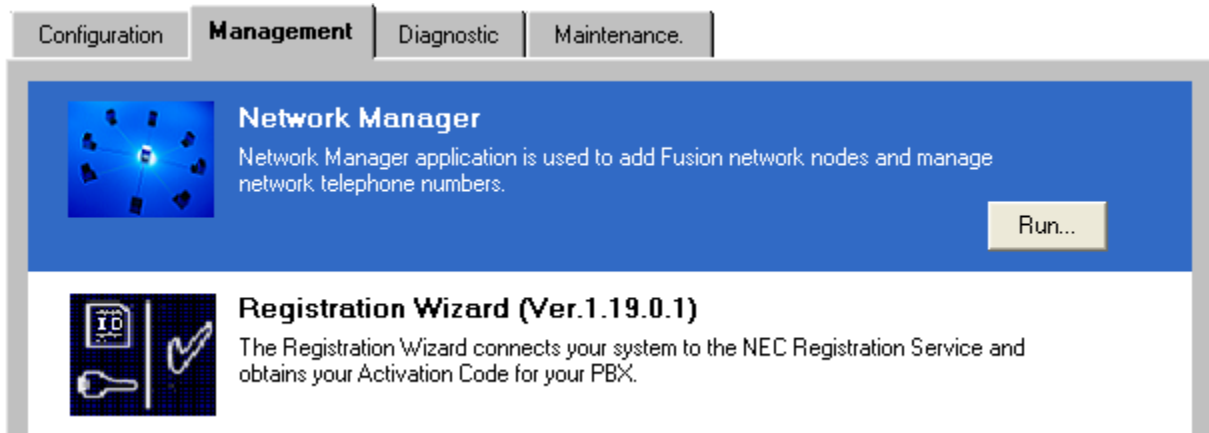 Configuration Management Diagnostic Maintenance.
Network Manager
Network Manager application is used to add Fusion network nodes and manage
network telephone numbers.
Run...
ID
Registration Wizard (Ver.1.19.0.1)
The Registration Wizard connects your system to the NEC Registration Service and
obtains your Activation Code for your PBX.